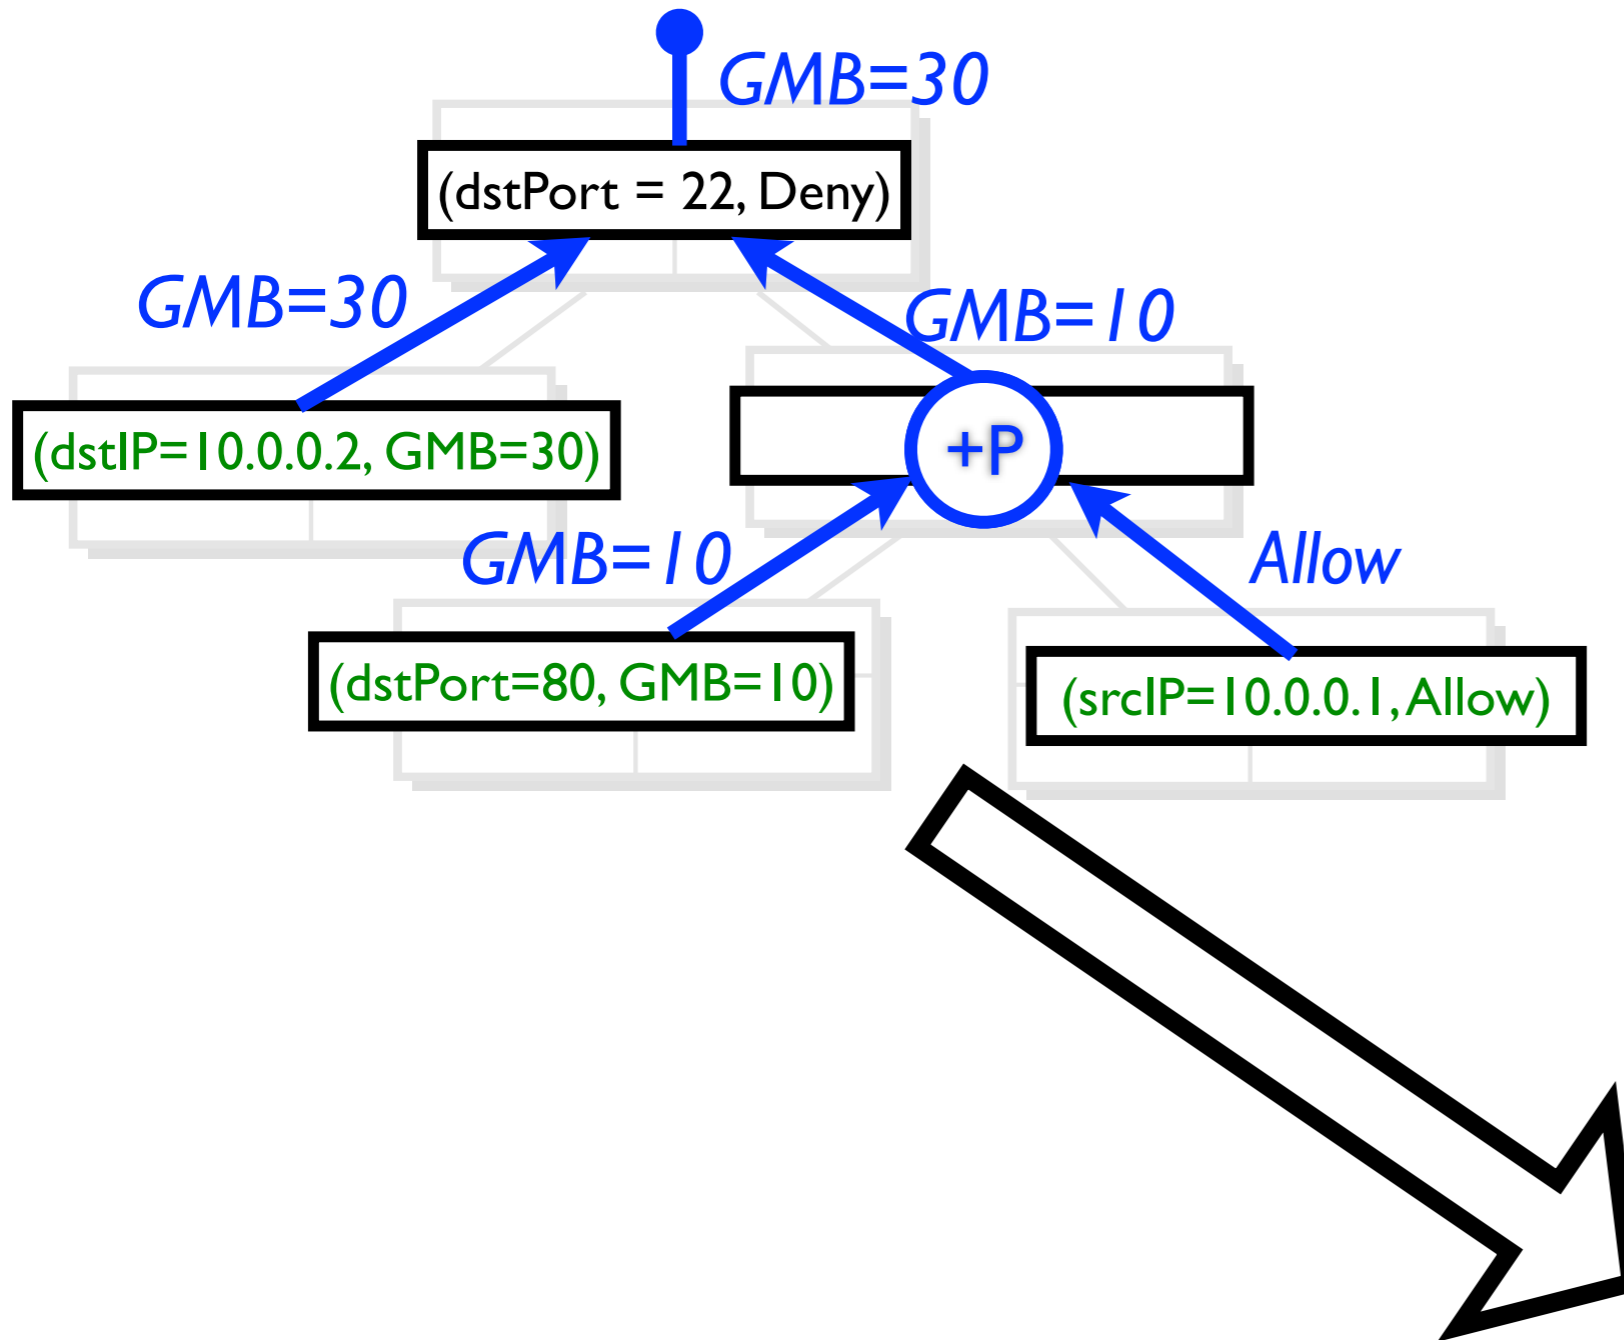 GMB=30
(dstPort = 22, Deny)
GMB=30
GMB=10
(dstIP=10.0.0.2, GMB=30)
+P
GMB=10
Allow
(dstPort=80, GMB=10)
(srcIP=10.0.0.1, Allow)